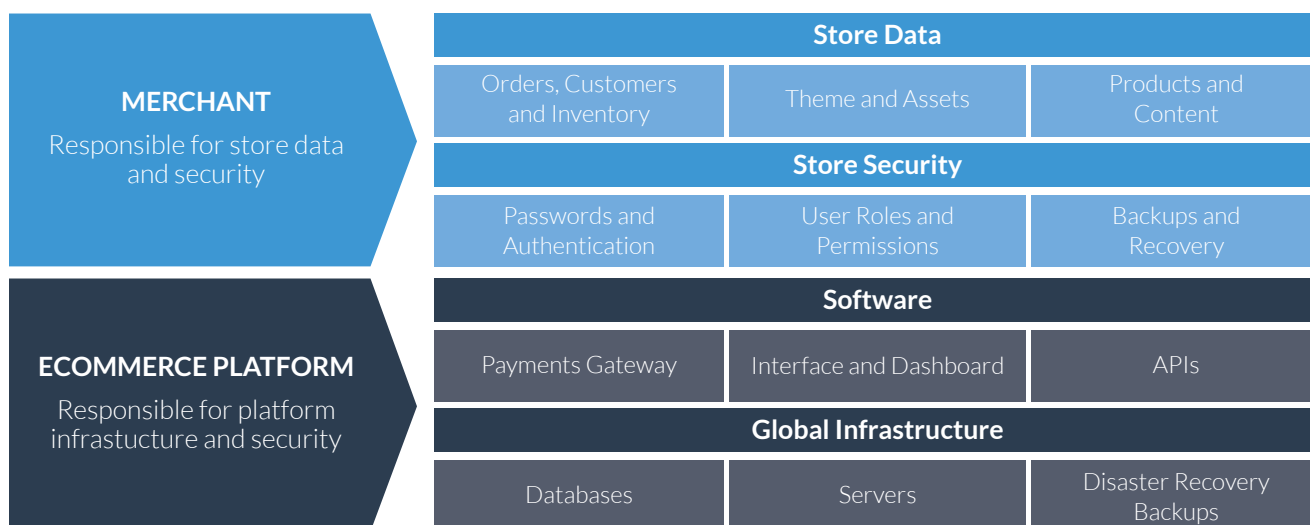 MERCHANT
Responsible for store data
and security
Store Data
Orders, Customers
and Inventory
Theme and Assets
Products and
Content
Store Security
Passwords and
Authentication
User Roles and
Permissions
Backups and
Recovery
ECOMMERCE PLATFORM
Responsible for platform
infrastucture and security
Software
Payments Gateway
Interface and Dashboard
APIs
Global Infrastructure
Databases
Servers
Disaster Recovery
Backups